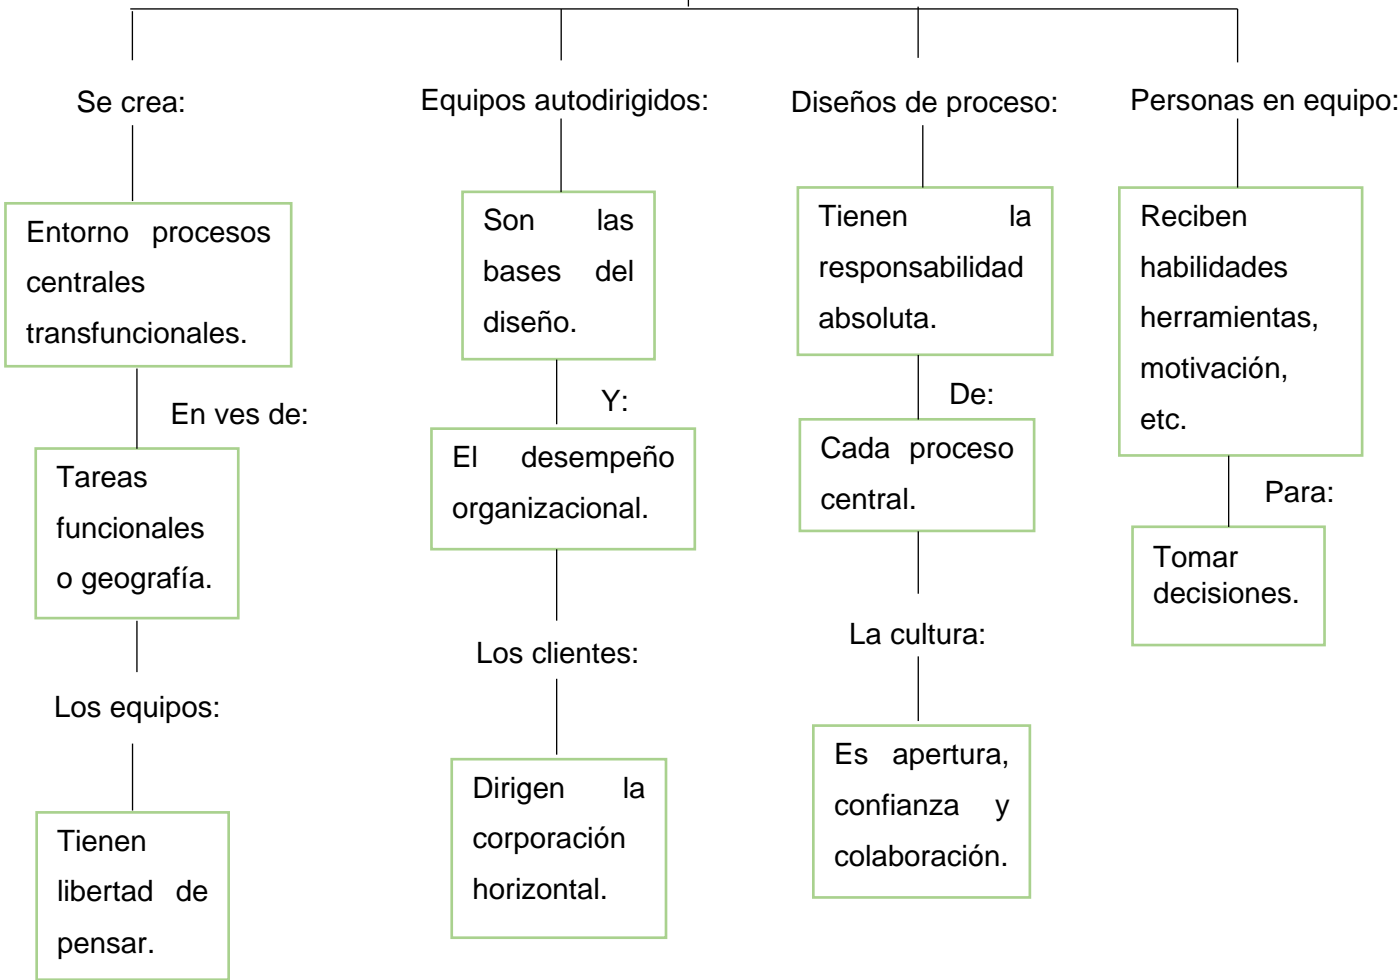 Se crea:
Entorno procesos
centrales
transfuncionales.
En ves de:
Tareas
funcionales
o geografía.
Los equipos:
Tienen
libertad de
pensar.
Equipos autodirigidos:
Son las
bases del
diseño.
Y:
El desempeño
organizacional.
Los clientes:
Dirigen la
corporación
horizontal.
Diseños de proceso:
Tienen la
responsabilidad
absoluta.
De:
Cada proceso
central.
La cultura:
Es apertura,
confianza y
colaboración.
Personas en equipo:
Reciben
habilidades
herramientas,
motivación,
etc.
Para:
Tomar
decisiones.